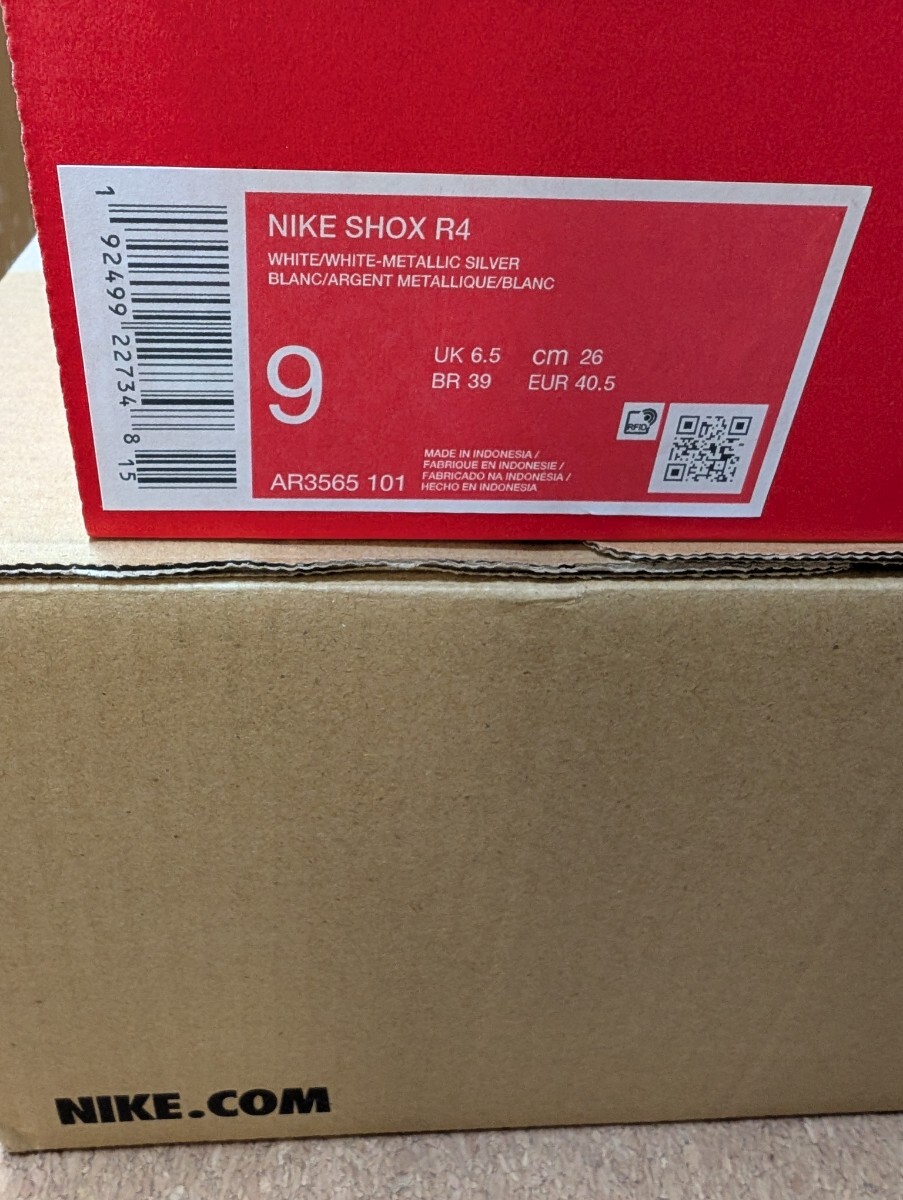 NIKE SHOX R4
WHITE/WHITE-METALLIC SILVER
BLANC/ARGENT METALLIQUE/BLANC
9
UK 6.5 cm 26
BR 39 EUR 40.5
RFID
AR3565 101
MADE IN INDONESIA /
FABRIQUE EN INDONESIE /
FABRICADO NA INDONESIA /
HECHO EN INDONESIA
1 92499 22734 8 15
NIKE.COM